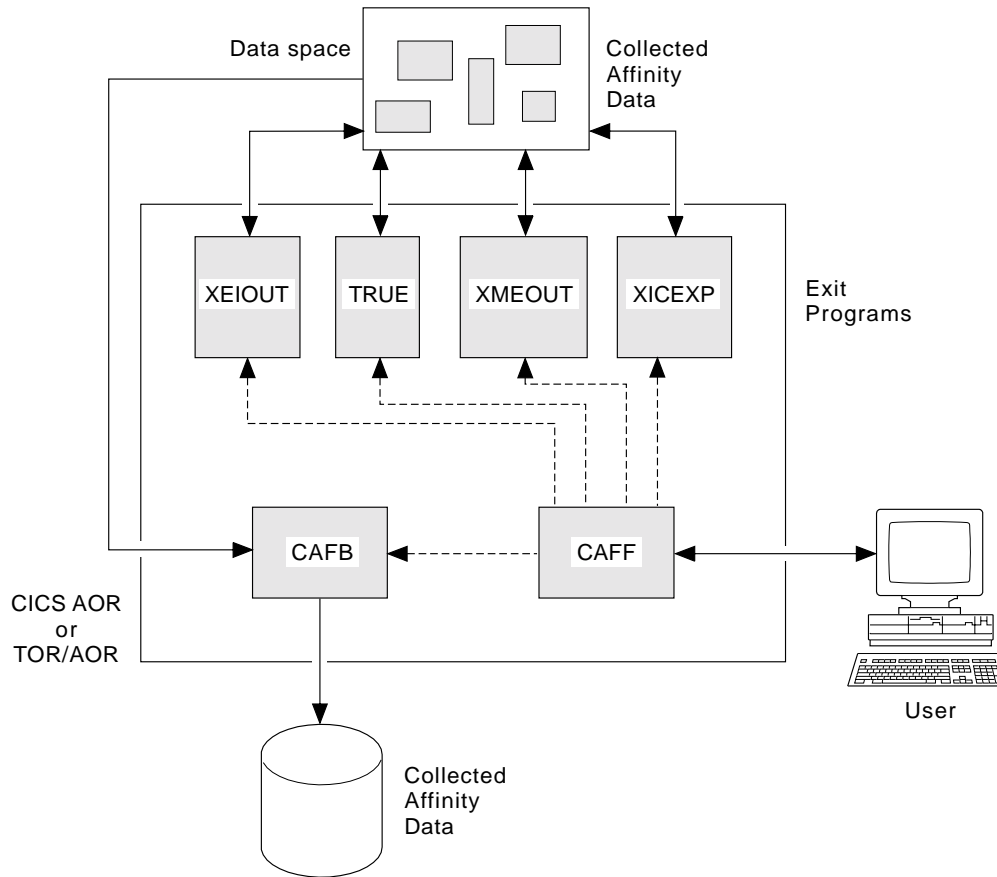 Data space
Collected
Affinity
Data
XEIOUT
TRUE
XMEOUT
XICEXP
Exit
Programs
CAFB
CAFF
CICS AOR
or
TOR/AOR
User
Collected
Affinity
Data